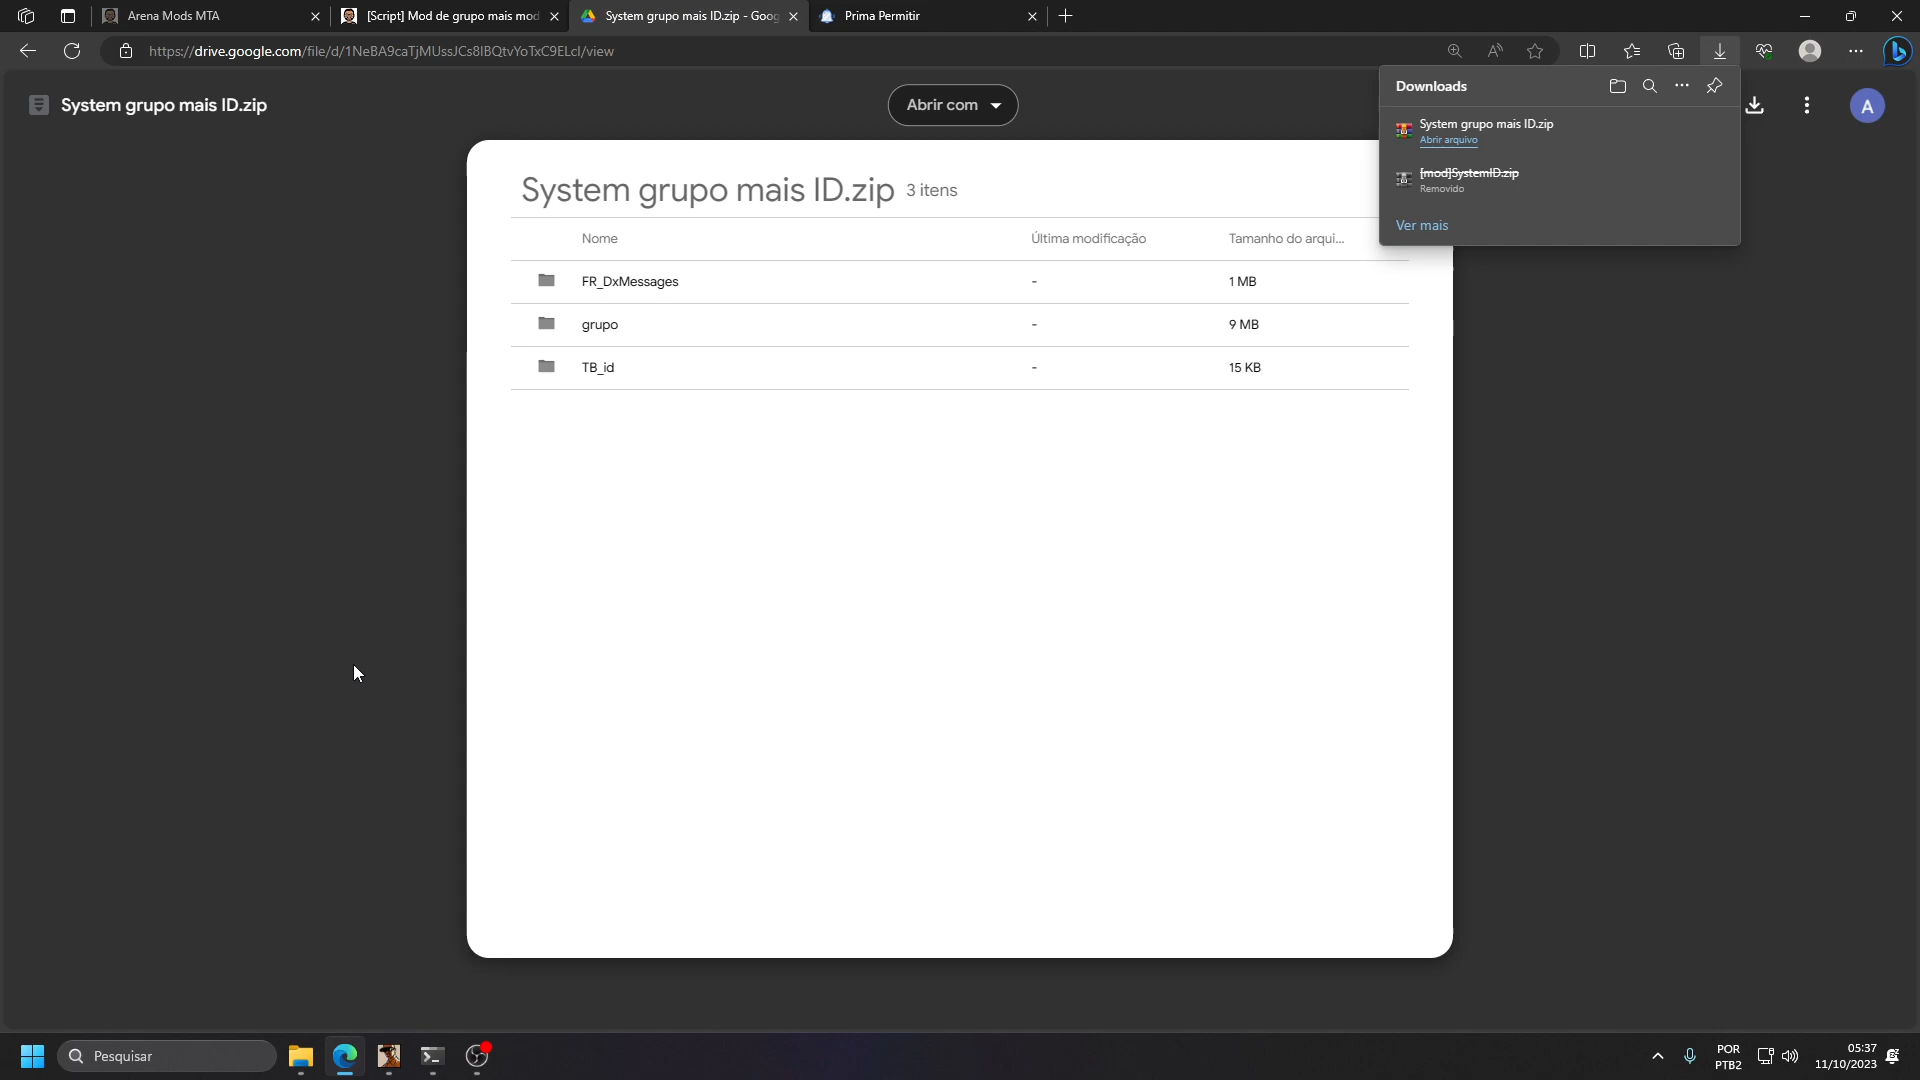 Arena Mods MTA
[Script] Mod de grupo mais mod
System grupo mais ID.zip - Goog
Prima Permitir
https://drive.google.com/file/d/1NeBA9caTjMUssJCs8lBQtvYoTxC9ELcl/view
System grupo mais ID.zip
Abrir com
A
Downloads
System grupo mais ID.zip
Abrir arquivo
[mod]SystemID.zip
Removido
Ver mais
System grupo mais ID.zip 3 itens
Nome Última modificação Tamanho do arqui...
FR_DxMessages - 1 MB
grupo - 9 MB
TB_id - 15 KB
Pesquisar
POR
PTB2
05:37
11/10/2023